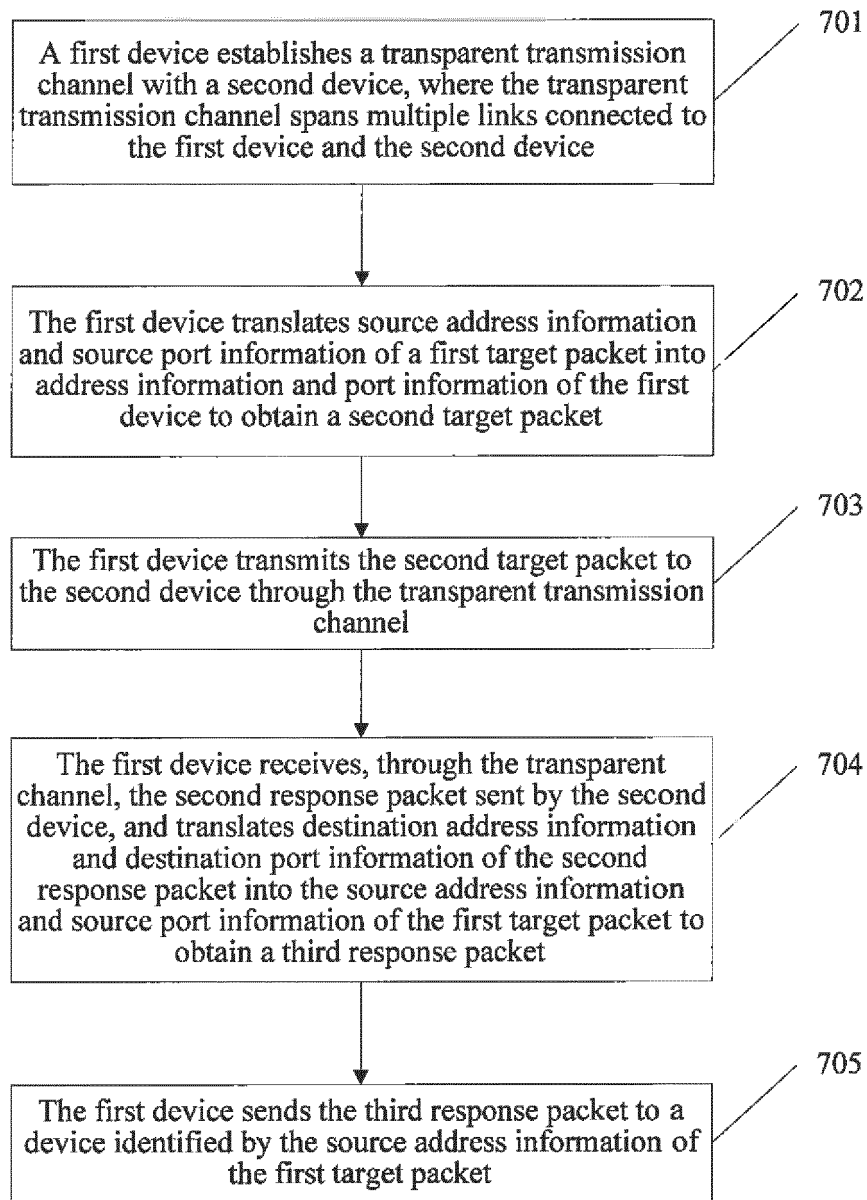 701
A first device establishes a transparent transmission
channel with a second device, where the transparent
transmission channel spans multiple links connected to
the first device and the second device
702
The first device translates source address information
and source port information of a first target packet into
address information and port information of the first
device to obtain a second target packet
703
The first device transmits the second target packet to
the second device through the transparent transmission
channel
704
The first device receives, through the transparent
channel, the second response packet sent by the second
device, and translates destination address information
and destination port information of the second
response packet into the source address information
and source port information of the first target packet to
obtain a third response packet
705
The first device sends the third response packet to a
device identified by the source address information of
the first target packet